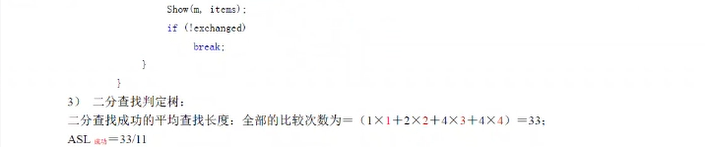 Show(m, items);
if (!exchanged)
break;
}
}
3） 二分查找判定树：
二分查找成功的平均查找长度：全部的比较次数为＝（1×1+2×2+4×3+4×4）＝33；
ASL 成功＝33/11